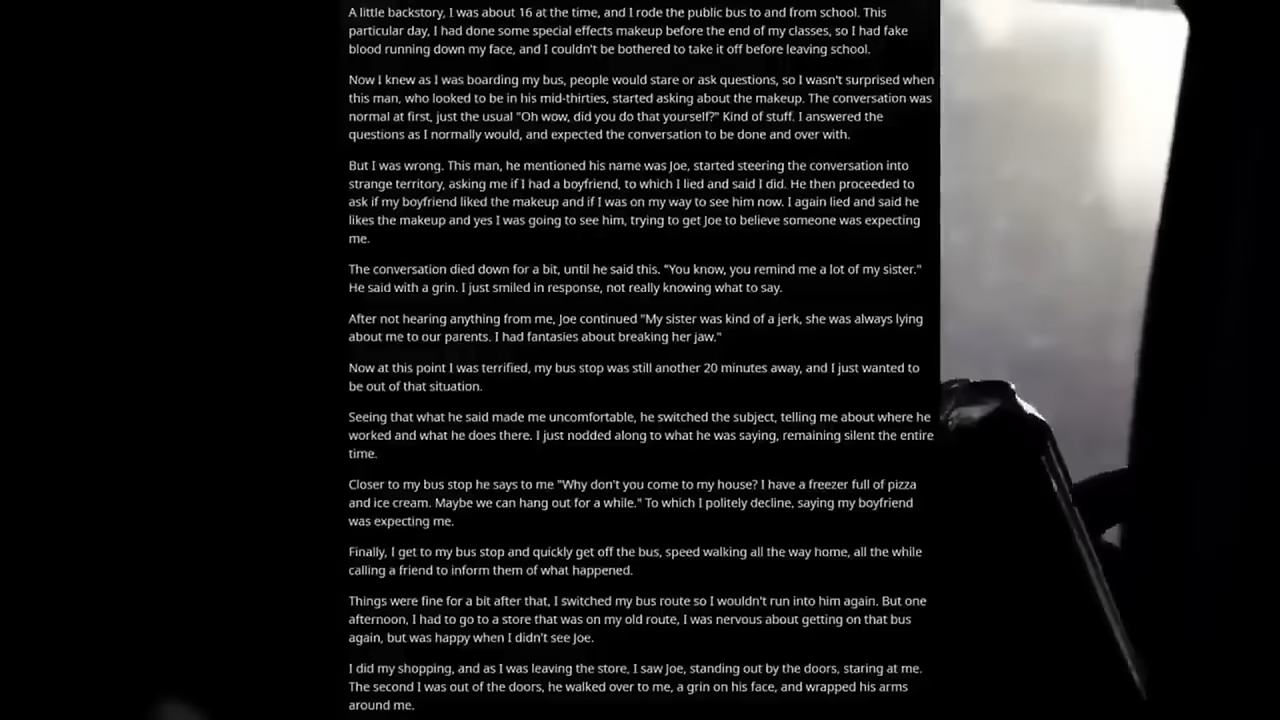 A little backstory, I was about 16 at the time, and I rode the public bus to and from school. This
particular day, I had done some special effects makeup before the end of my classes, so I had fake
blood running down my face, and I couldn't be bothered to take it off before leaving school.
Now I knew as I was boarding my bus, people would stare or ask questions, so I wasn't surprised when
this man, who looked to be in his mid-thirties, started asking about the makeup. The conversation was
normal at first, just the usual "Oh wow, did you do that yourself?" Kind of stuff. I answered the
questions as I normally would, and expected the conversation to be done and over with.
But I was wrong. This man, he mentioned his name was Joe, started steering the conversation into
strange territory, asking me if I had a boyfriend, to which I lied and said I did. He then proceeded to
ask if my boyfriend liked the makeup and if I was on my way to see him now. I again lied and said he
likes the makeup and yes I was going to see him, trying to get Joe to believe someone was expecting
me.
The conversation died down for a bit, until he said this. "You know, you remind me a lot of my sister."
He said with a grin. I just smiled in response, not really knowing what to say.
After not hearing anything from me, Joe continued "My sister was kind of a jerk, she was always lying
about me to our parents. I had fantasies about breaking her jaw."
Now at this point I was terrified, my bus stop was still another 20 minutes away, and I just wanted to
be out of that situation.
Seeing that what he said made me uncomfortable, he switched the subject, telling me about where he
worked and what he does there. I just nodded along to what he was saying, remaining silent the entire
time.
Closer to my bus stop he says to me "Why don't you come to my house? I have a freezer full of pizza
and ice cream. Maybe we can hang out for a while." To which I politely decline, saying my boyfriend
was expecting me.
Finally, I get to my bus stop and quickly get off the bus, speed walking all the way home, all the while
calling a friend to inform them of what happened.
Things were fine for a bit after that, I switched my bus route so I wouldn't run into him again. But one
afternoon, I had to go to a store that was on my old route, I was nervous about getting on that bus
again, but was happy when I didn't see Joe.
I did my shopping, and as I was leaving the store, I saw Joe, standing out by the doors, staring at me.
The second I was out of the doors, he walked over to me, a grin on his face, and wrapped his arms
around me.